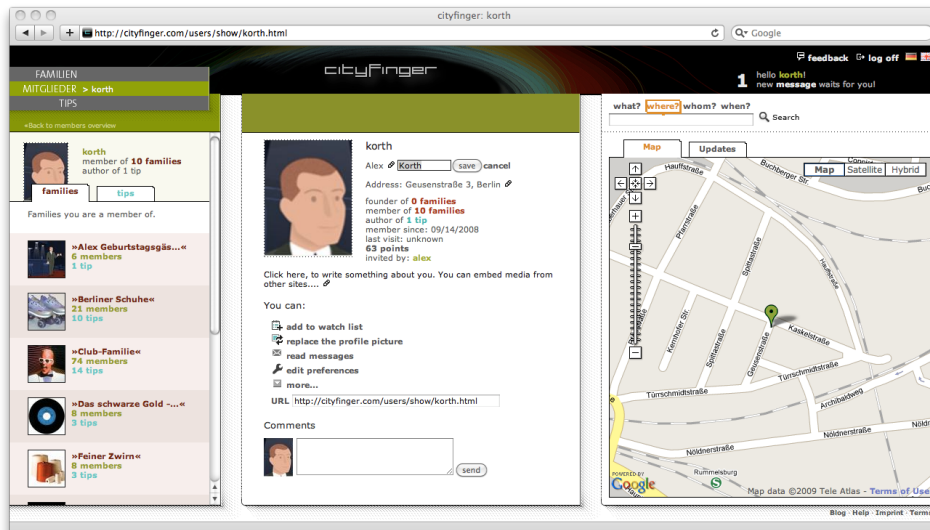 cityfinger: korth
http://cityfinger.com/users/show/korth.html
Google
FAMILIEN
MITGLIEDER > korth
TIPS
«Back to members overview
cityfinger
feedback log off
1 hello korth!
new message waits for you!
korth
member of 10 families
author of 1 tip
families tips
Families you are a member of.
»Alex Geburtstagsgäs...«
6 members
1 tip
»Berliner Schuhe«
21 members
10 tips
»Club-Familie«
74 members
14 tips
»Das schwarze Gold -...«
8 members
3 tips
»Feiner Zwirn«
8 members
3 tips
korth
Alex Korth save cancel
Address: Geusenstraße 3, Berlin
founder of 0 families
member of 10 families
author of 1 tip
member since: 09/14/2008
last visit: unknown
63 points
invited by: alex
Click here, to write something about you. You can embed media from
other sites....
You can:
add to watch list
replace the profile picture
read messages
edit preferences
more...
URL http://cityfinger.com/users/show/korth.html
Comments
send
what? where? whom? when?
Search
Map Updates
Map Satellite Hybrid
Hauffstraße
Buchberger Str.
Pfarrstraße
Spittastraße
Hauffstraße
Kernhofer Str.
Spittastraße
Geusenstraße
Kaskelstraße
Türrschmidtstraße
Türrschmidtstraße
Archibaldweg
Nöldnerstraße
Nöldnerstraße
Rummelsburg
S
POWERED BY
Google
Map data ©2009 Tele Atlas - Terms of Use
Blog · Help · Imprint · Terms